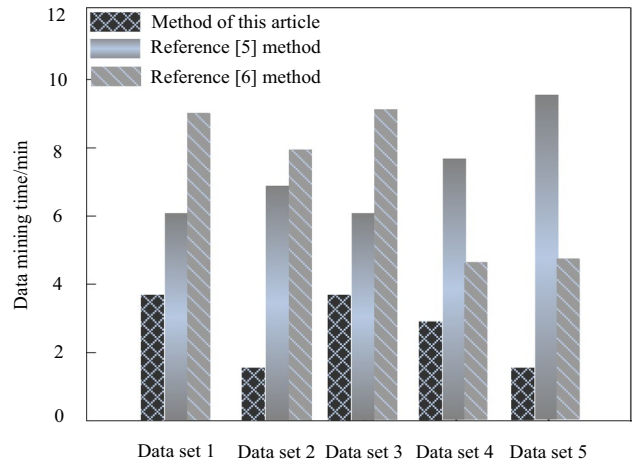 12
Method of this article
Reference [5] method
Reference [6] method
10
8
6
4
2
0
Data mining time/min
Data set 1 Data set 2 Data set 3 Data set 4 Data set 5